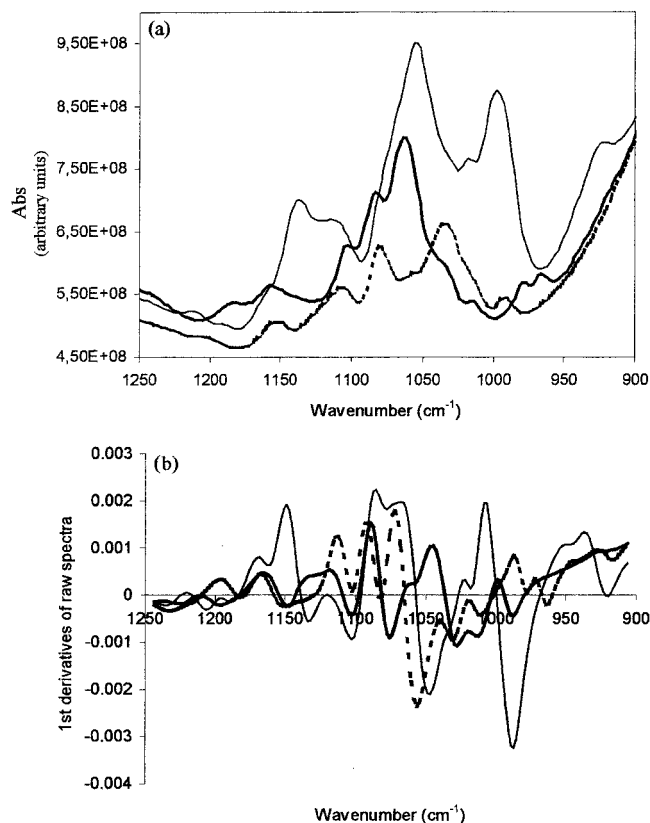 (a)
9,50E+08
8,50E+08
7,50E+08
6,50E+08
5,50E+08
4,50E+08
Abs
(arbitrary units)
1250 1200 1150 1100 1050 1000 950 900
Wavenumber (cm-1)
(b)
0.003
0.002
0.001
0
-0.001
-0.002
-0.003
-0.004
1st derivatives of raw spectra
1250 1200 1150 1100 1050 1000 950 900
Wavenumber (cm-1)